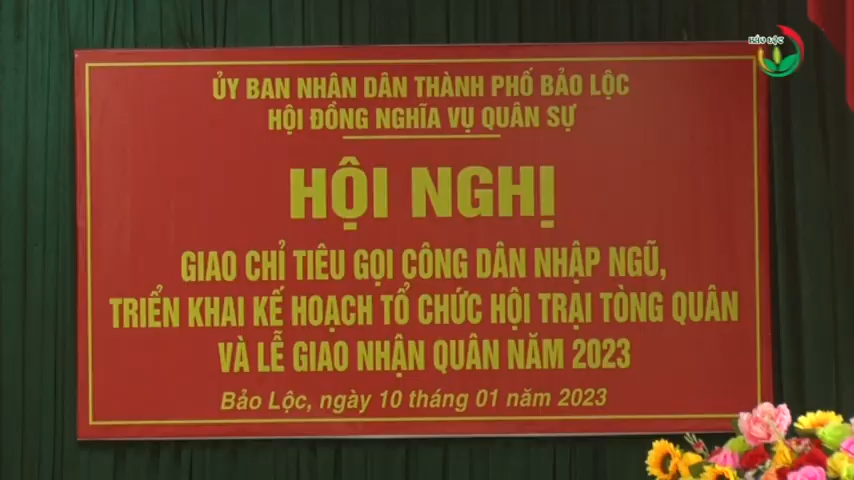 BẢO LỘC
ỦY BAN NHÂN DÂN THÀNH PHỐ BẢO LỘC
HỘI ĐỒNG NGHĨA VỤ QUÂN SỰ
HỘI NGHỊ
GIAO CHỈ TIÊU GỌI CÔNG DÂN NHẬP NGŨ,
TRIỂN KHAI KẾ HOẠCH TỔ CHỨC HỘI TRẠI TÒNG QUÂN
VÀ LỄ GIAO NHẬN QUÂN NĂM 2023
Bảo Lộc, ngày 10 tháng 01 năm 2023